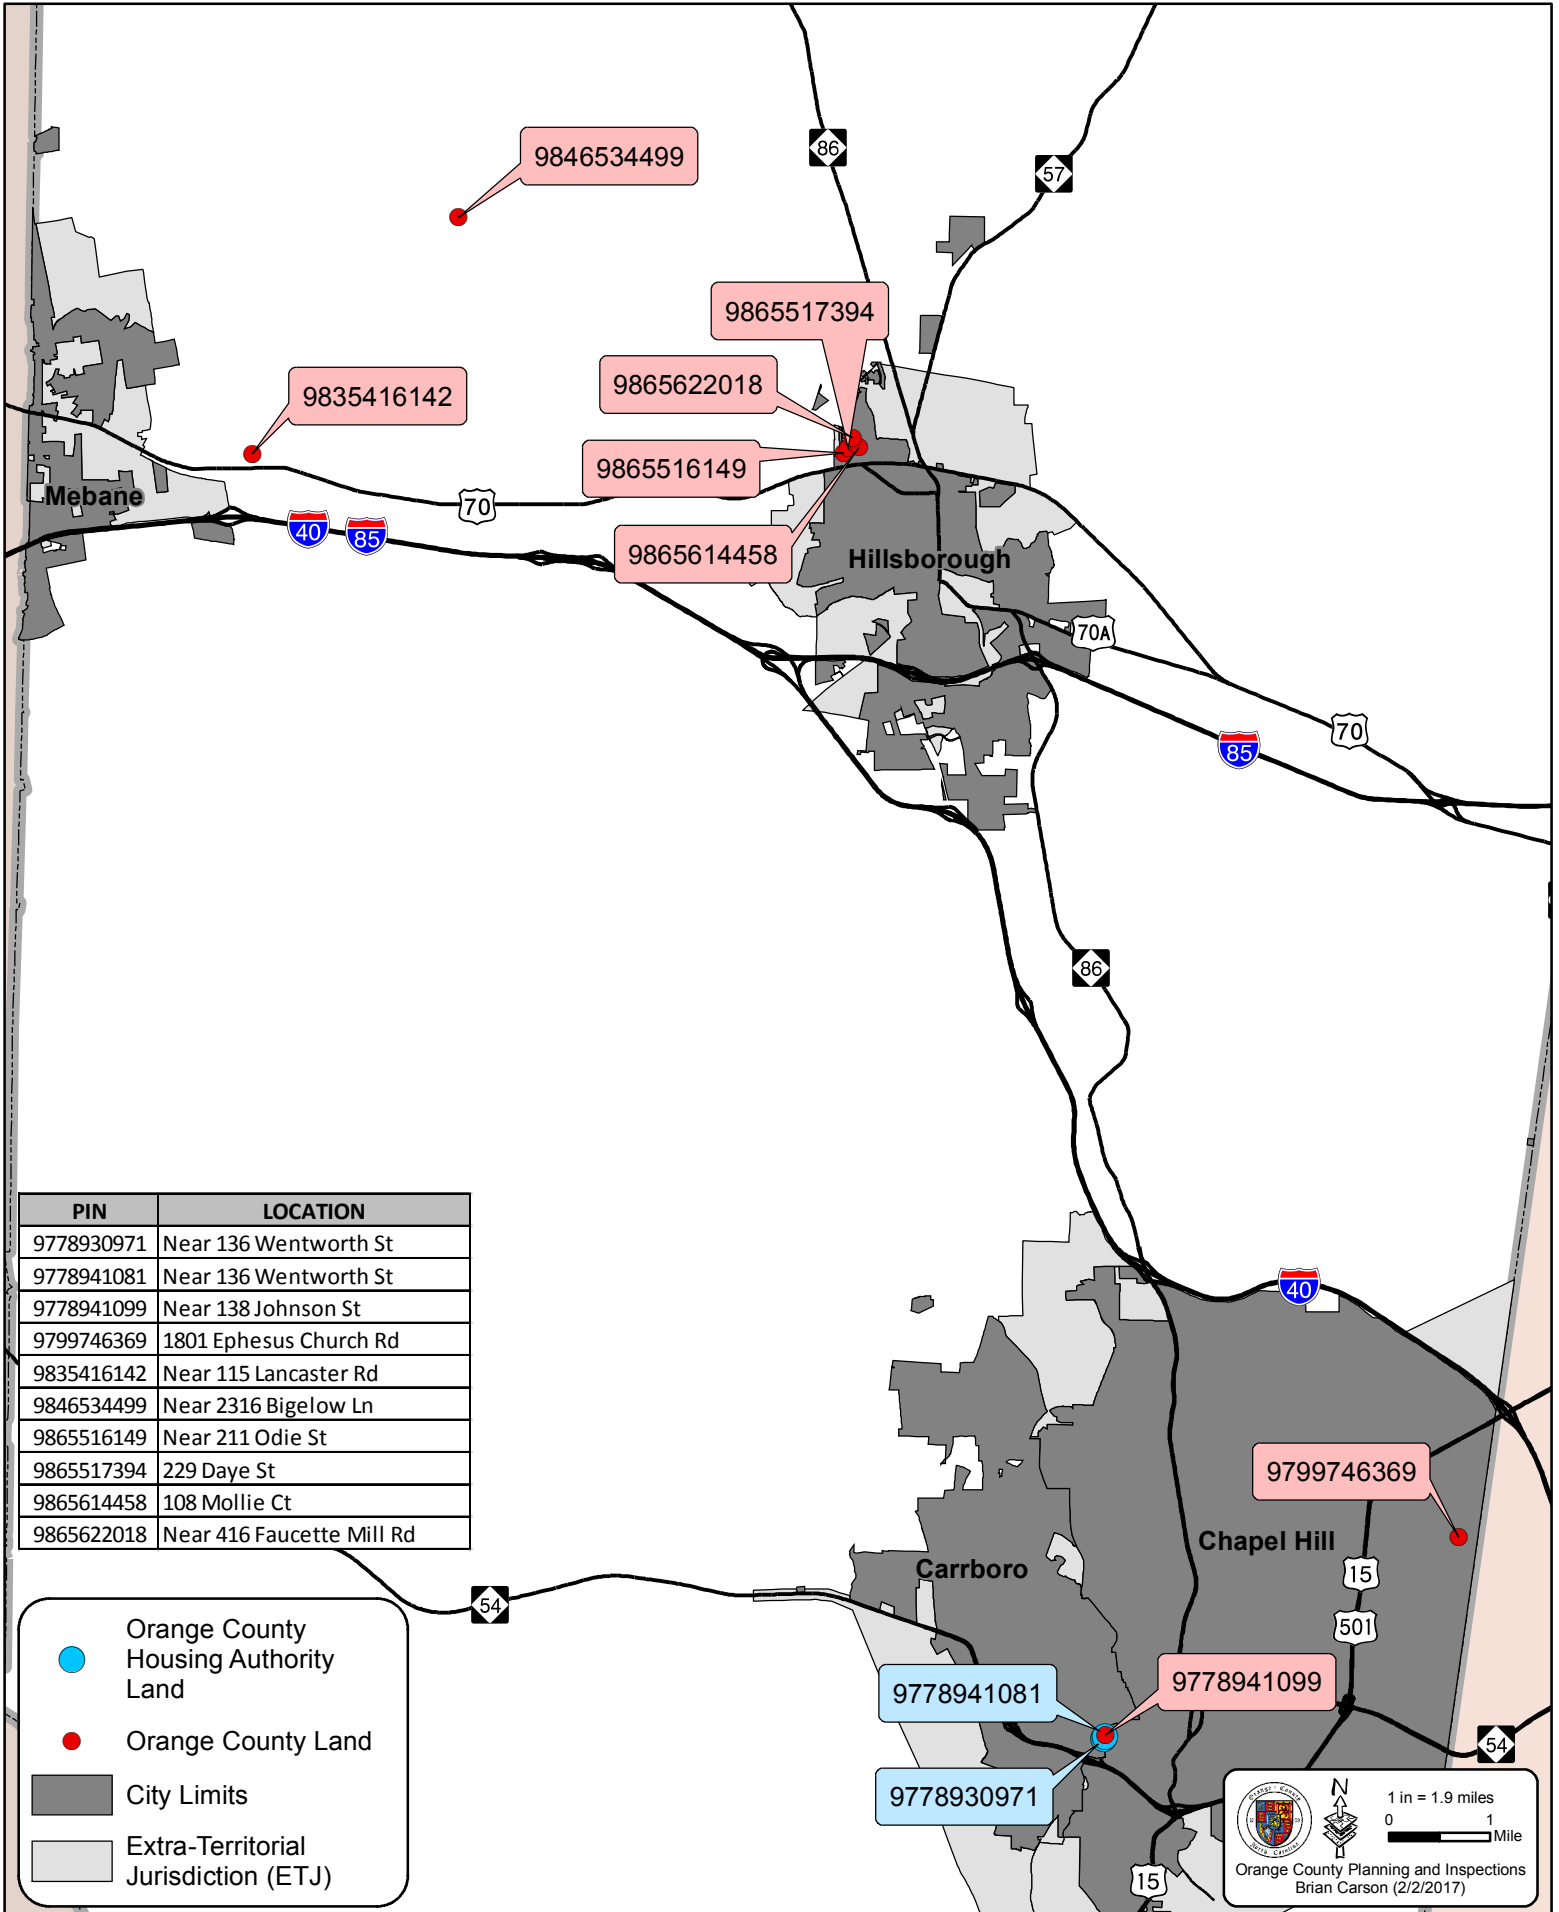 86
57
9846534499
9865517394
9865622018
9835416142
9865516149
Mebane
70
40
85
9865614458
Hillsborough
70A
70
85
86
PIN LOCATION
9778930971 Near 136 Wentworth St
9778941081 Near 136 Wentworth St
9778941099 Near 138 Johnson St
9799746369 1801 Ephesus Church Rd
9835416142 Near 115 Lancaster Rd
9846534499 Near 2316 Bigelow Ln
9865516149 Near 211 Odie St
9865517394 229 Daye St
9865614458 108 Mollie Ct
9865622018 Near 416 Faucette Mill Rd
40
9799746369
Chapel Hill
Carrboro
15
501
54
9778941081
9778941099
9778930971
54
15
Orange County
Housing Authority
Land
Orange County Land
City Limits
Extra-Territorial
Jurisdiction (ETJ)
Orange County
North Carolina
N
1 in = 1.9 miles
0 1
Mile
Orange County Planning and Inspections
Brian Carson (2/2/2017)